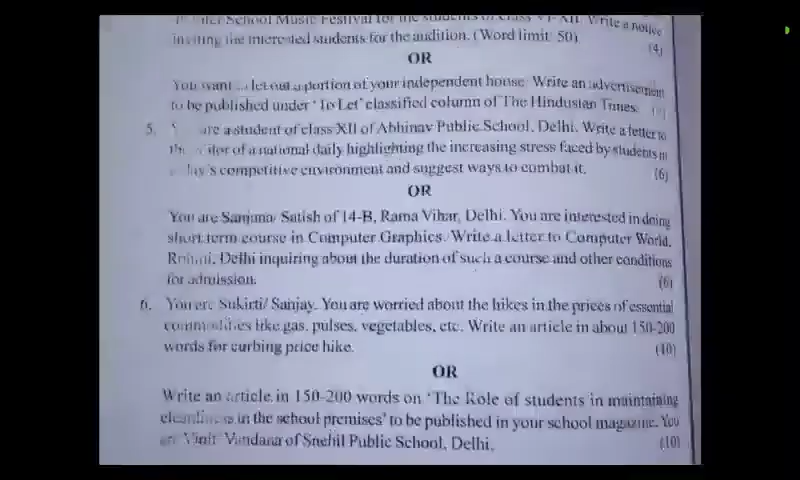 School Music Festival for the students of class VI-XII. Write a notice
inviting the interested students for the audition. (Word limit: 50) (4)
OR
You want to let out a portion of your independent house. Write an advertisement
to be published under 'To Let' classified column of The Hindustan Times.
5. are a student of class XII of Abhinav Public School, Delhi. Write a letter to
the editor of a national daily highlighting the increasing stress faced by students in
competitive environment and suggest ways to combat it. (6)
OR
You are Sanjana/ Satish of 14-B, Rama Vihar, Delhi. You are interested in doing
short term course in Computer Graphics. Write a letter to Computer World,
Rohini, Delhi inquiring about the duration of such a course and other conditions
for admission. (6)
6. You are Sukirti/ Sanjay. You are worried about the hikes in the prices of essential
commodities like gas, pulses, vegetables, etc. Write an article in about 150-200
words for curbing price hike. (10)
OR
Write an article in 150-200 words on 'The Role of students in maintaining
cleanliness in the school premises' to be published in your school magazine. You
are Vinit/ Vandana of Snehil Public School, Delhi. (10)